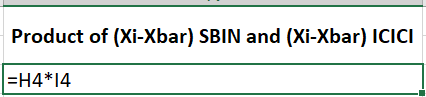 Product of (Xi-Xbar) SBIN and (Xi-Xbar) ICICI
=H4*I4